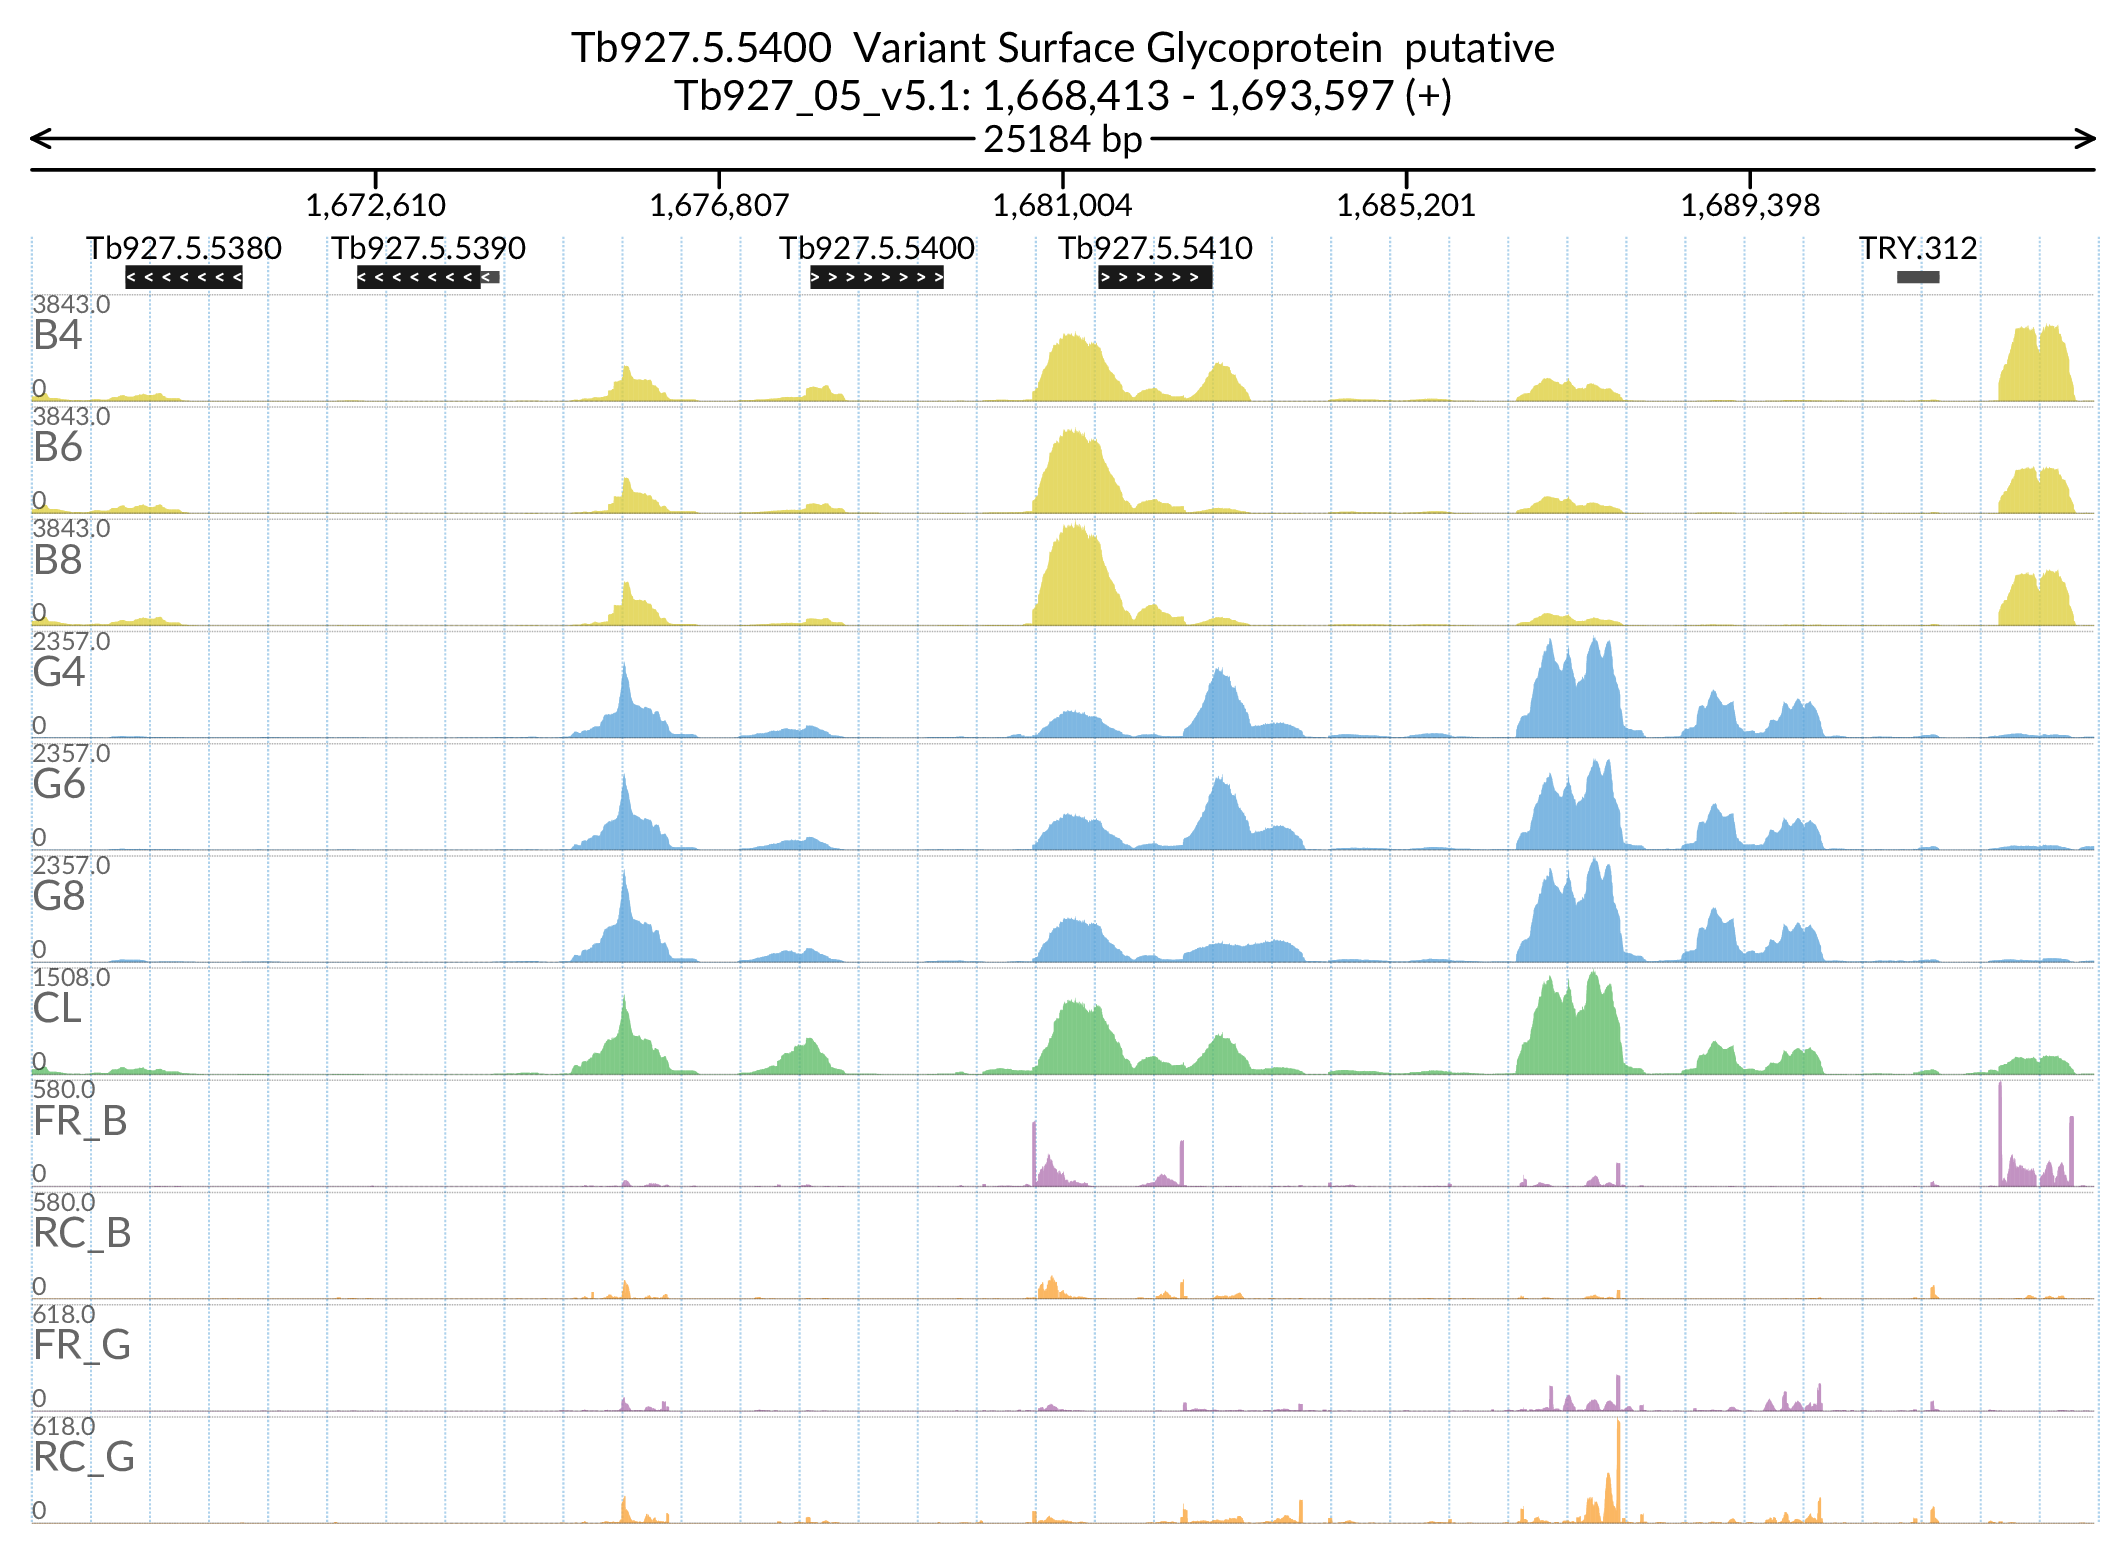 Tb927.5.5400 Variant Surface Glycoprotein putative
Tb927_05_v5.1: 1,668,413 - 1,693,597 (+)
25184 bp
1,672,610 1,676,807 1,681,004 1,685,201 1,689,398
Tb927.5.5380 Tb927.5.5390 Tb927.5.5400 Tb927.5.5410 TRY.312
3843.0
B4
0
3843.0
B6
0
3843.0
B8
0
2357.0
G4
0
2357.0
G6
0
2357.0
G8
0
1508.0
CL
0
580.0
FR_B
0
580.0
RC_B
0
618.0
FR_G
0
618.0
RC_G
0